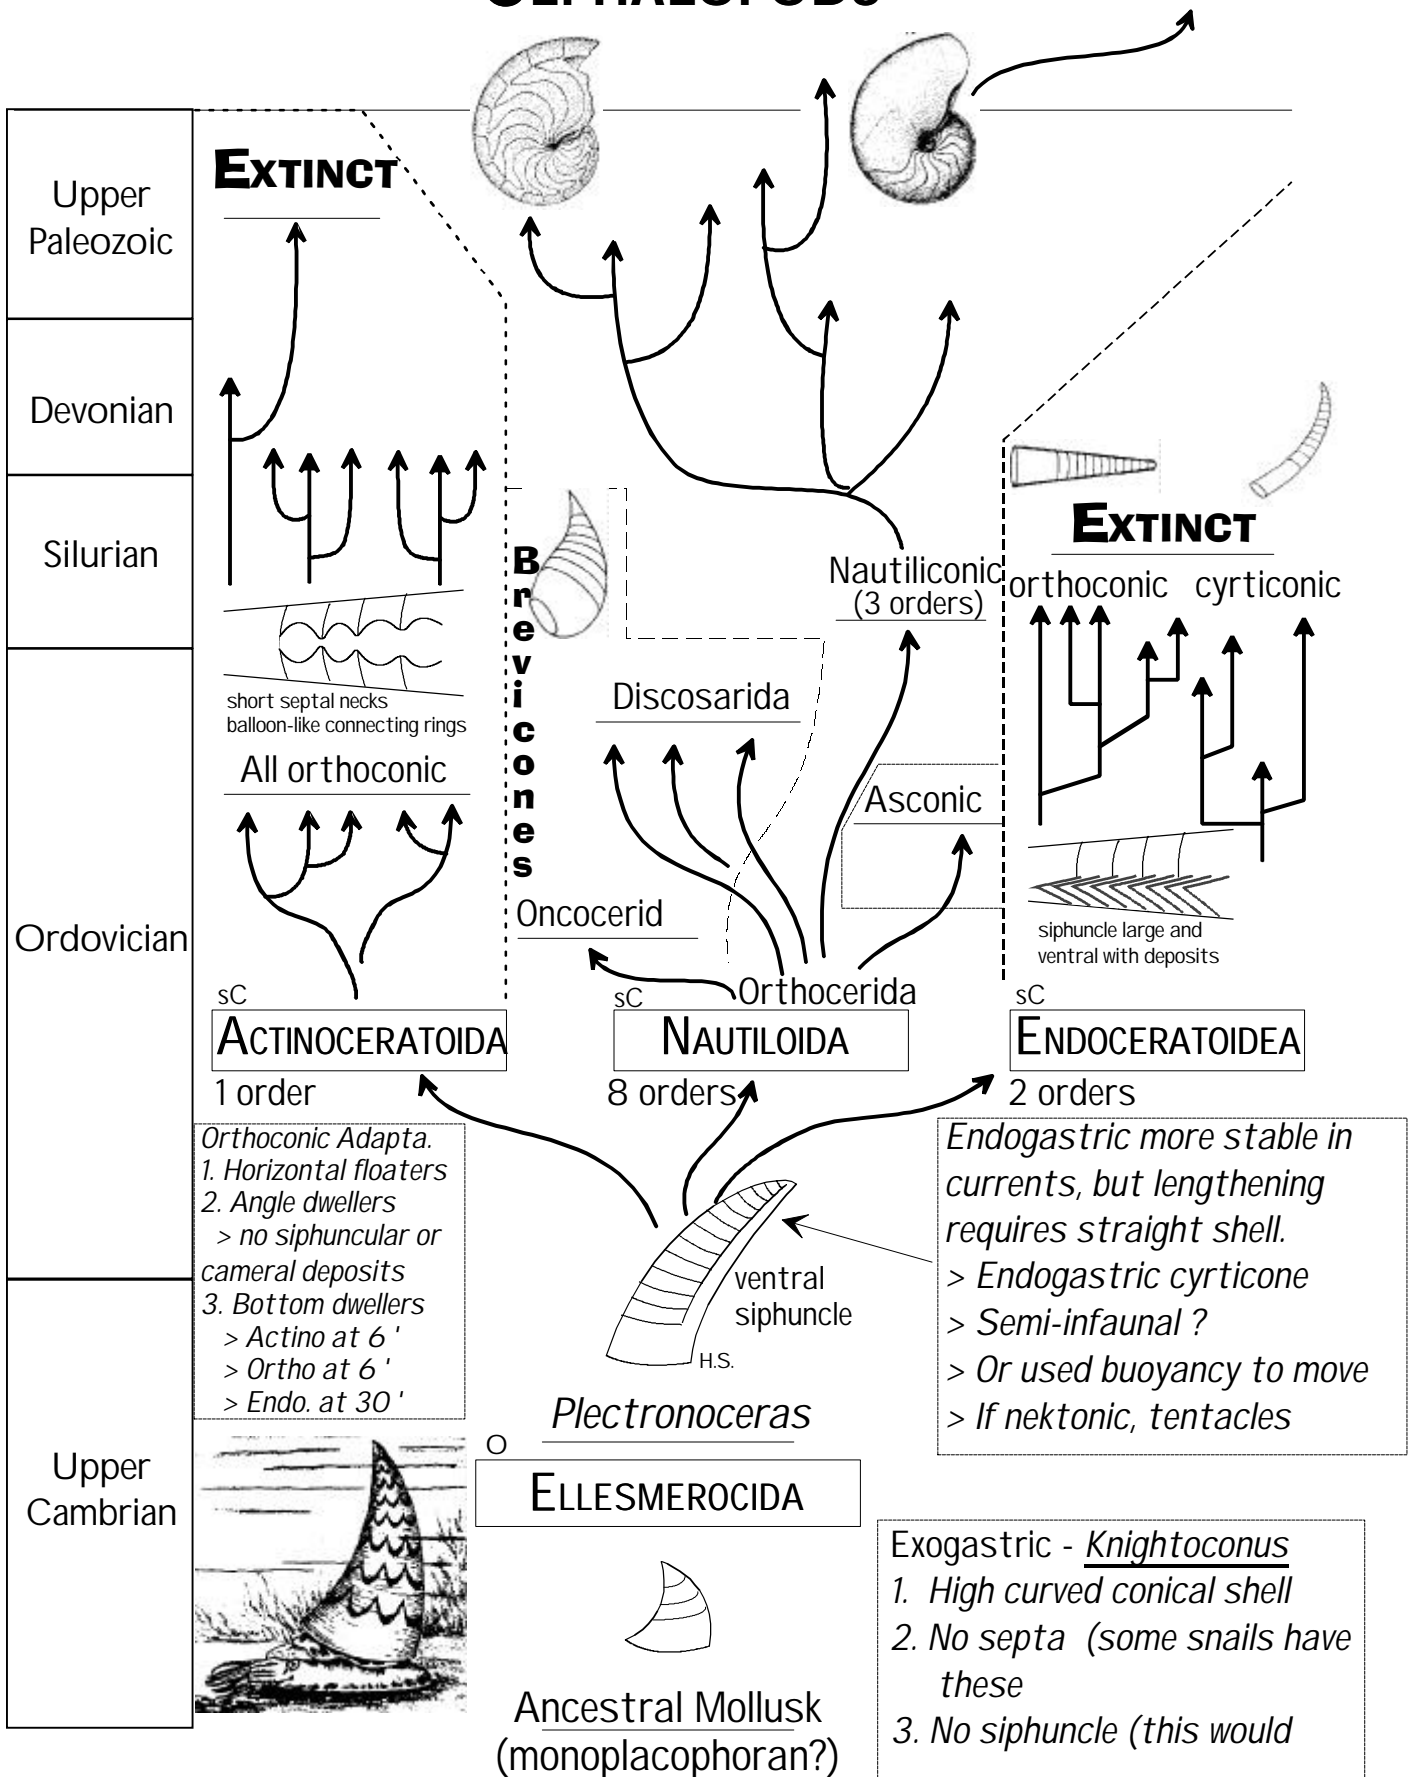 EXTINCT
Upper
Paleozoic
Devonian
Silurian
Ordovician
Upper
Cambrian
short septal necks
balloon-like connecting rings
All orthoconic
Brevicones
Nautiliconic
(3 orders)
EXTINCT
orthoconic cyrticonic
Discosarida
Asconic
Oncocerid
siphuncle large and
ventral with deposits
Orthocerida
sC
ACTINOCERATOIDA
1 order
sC
NAUTILOIDA
8 orders
sC
ENDOCERATOIDEA
2 orders
Orthoconic Adapta.
1. Horizontal floaters
2. Angle dwellers
> no siphuncular or
cameral deposits
3. Bottom dwellers
> Actino at 6 '
> Ortho at 6 '
> Endo. at 30 '
ventral
siphuncle
H.S.
Endogastric more stable in
currents, but lengthening
requires straight shell.
> Endogastric cyrticone
> Semi-infaunal ?
> Or used buoyancy to move
> If nektonic, tentacles
Plectronoceras
O
ELLESMEROCIDA
Ancestral Mollusk
(monoplacophoran?)
Exogastric - Knightoconus
1. High curved conical shell
2. No septa (some snails have
these
3. No siphuncle (this would